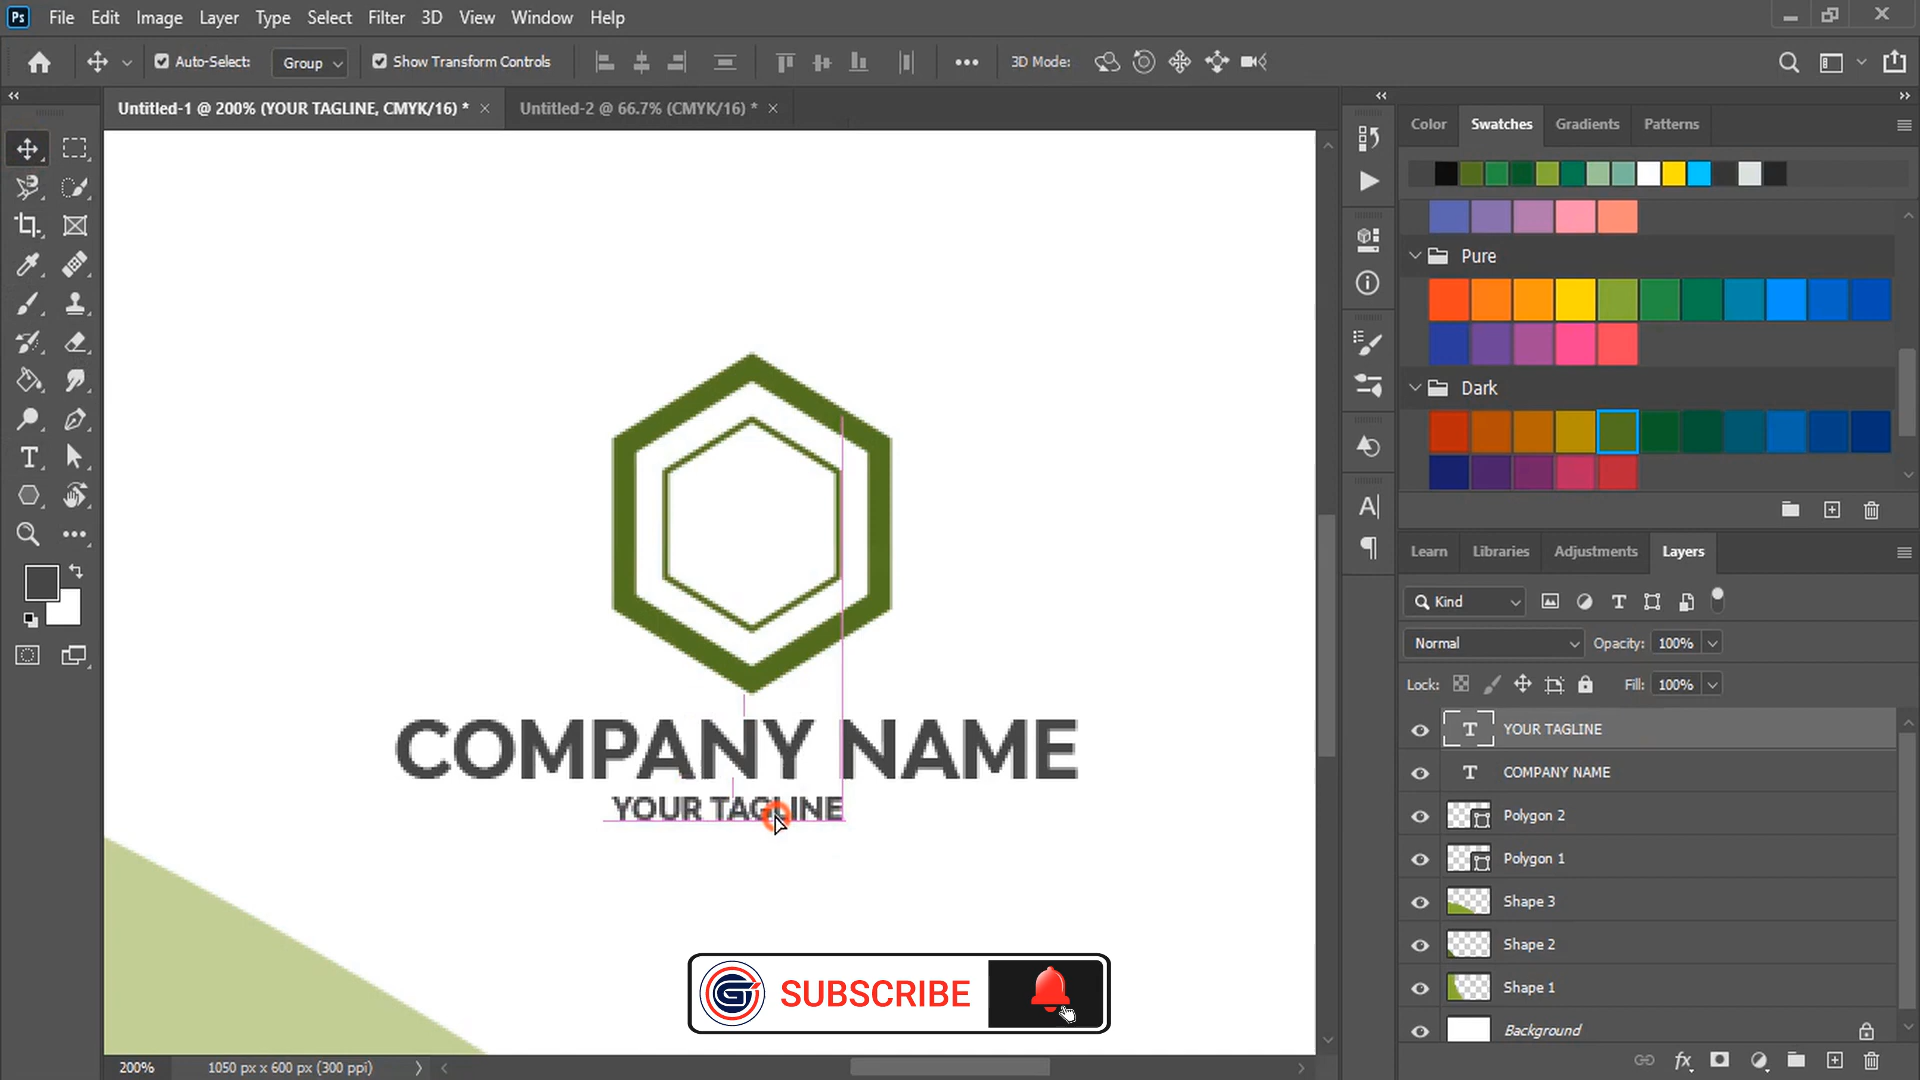 Ps File Edit Image Layer Type Select Filter 3D View Window Help
Auto-Select: Group Show Transform Controls 3D Mode:
Untitled-1 @ 200% (YOUR TAGLINE, CMYK/16) * Untitled-2 @ 66.7% (CMYK/16) *
Color Swatches Gradients Patterns
Pure
Dark
COMPANY NAME
YOUR TAGLINE
SUBSCRIBE
Learn Libraries Adjustments Layers
Kind
Normal Opacity: 100%
Lock: Fill: 100%
T YOUR TAGLINE
T COMPANY NAME
Polygon 2
Polygon 1
Shape 3
Shape 2
Shape 1
Background
fx
200% 1050 px x 600 px (300 ppi)